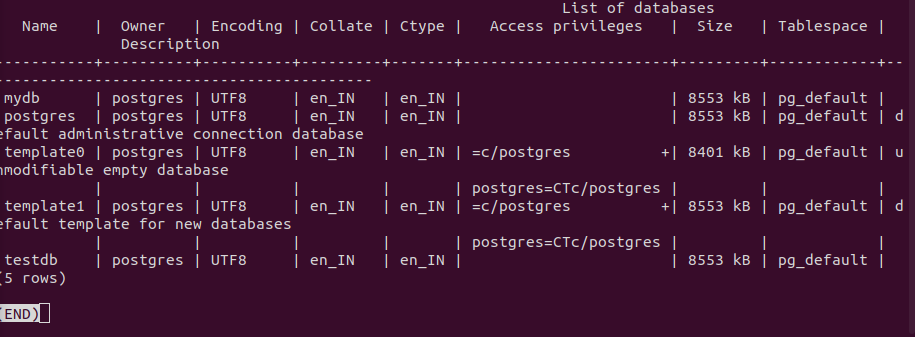 List of databases
Name | Owner | Encoding | Collate | Ctype | Access privileges | Size | Tablespace |
Description
-----------+----------+----------+---------+-------+-----------------------+---------+------------+--
-----------------------------------------
mydb | postgres | UTF8 | en_IN | en_IN | | 8553 kB | pg_default |
postgres | postgres | UTF8 | en_IN | en_IN | | 8553 kB | pg_default | d
efault administrative connection database
template0 | postgres | UTF8 | en_IN | en_IN | =c/postgres +| 8401 kB | pg_default | u
nmodifiable empty database
| | | | | postgres=CTc/postgres | | |
template1 | postgres | UTF8 | en_IN | en_IN | =c/postgres +| 8553 kB | pg_default | d
efault template for new databases
| | | | | postgres=CTc/postgres | | |
testdb | postgres | UTF8 | en_IN | en_IN | | 8553 kB | pg_default |
(5 rows)
(END)